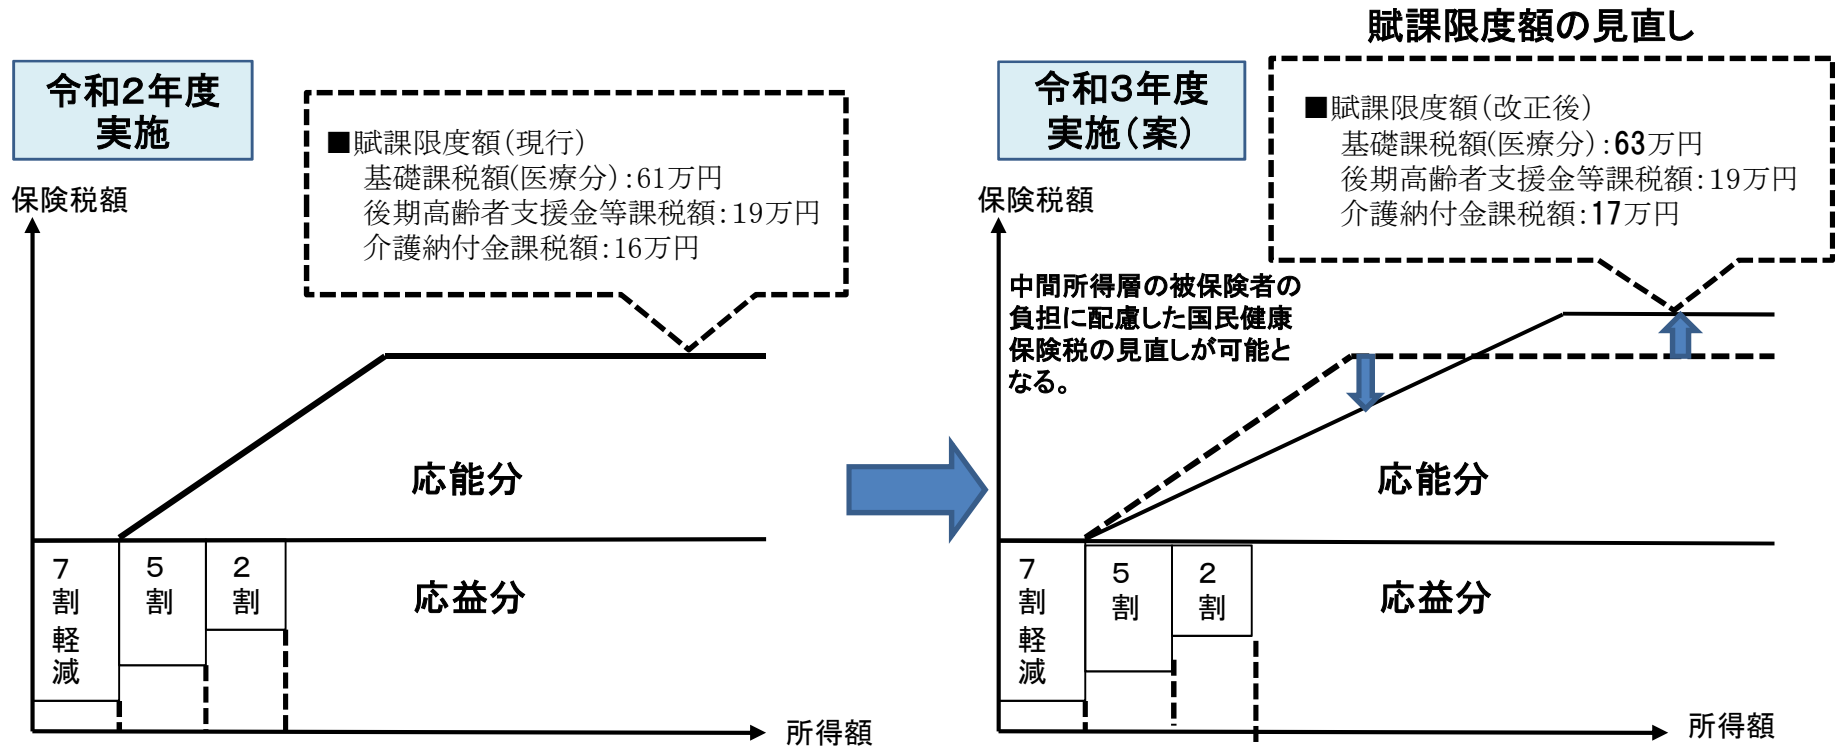 賦課限度額の見直し
令和2年度
実施
■賦課限度額(現行)
基礎課税額(医療分):61万円
後期高齢者支援金等課税額:19万円
介護納付金課税額:16万円
保険税額
応能分
7割軽減
5割
2割
応益分
所得額
令和3年度
実施(案)
■賦課限度額(改正後)
基礎課税額(医療分):63万円
後期高齢者支援金等課税額:19万円
介護納付金課税額:17万円
保険税額
中間所得層の被保険者の
負担に配慮した国民健康
保険税の見直しが可能と
なる。
応能分
7割軽減
5割
2割
応益分
所得額